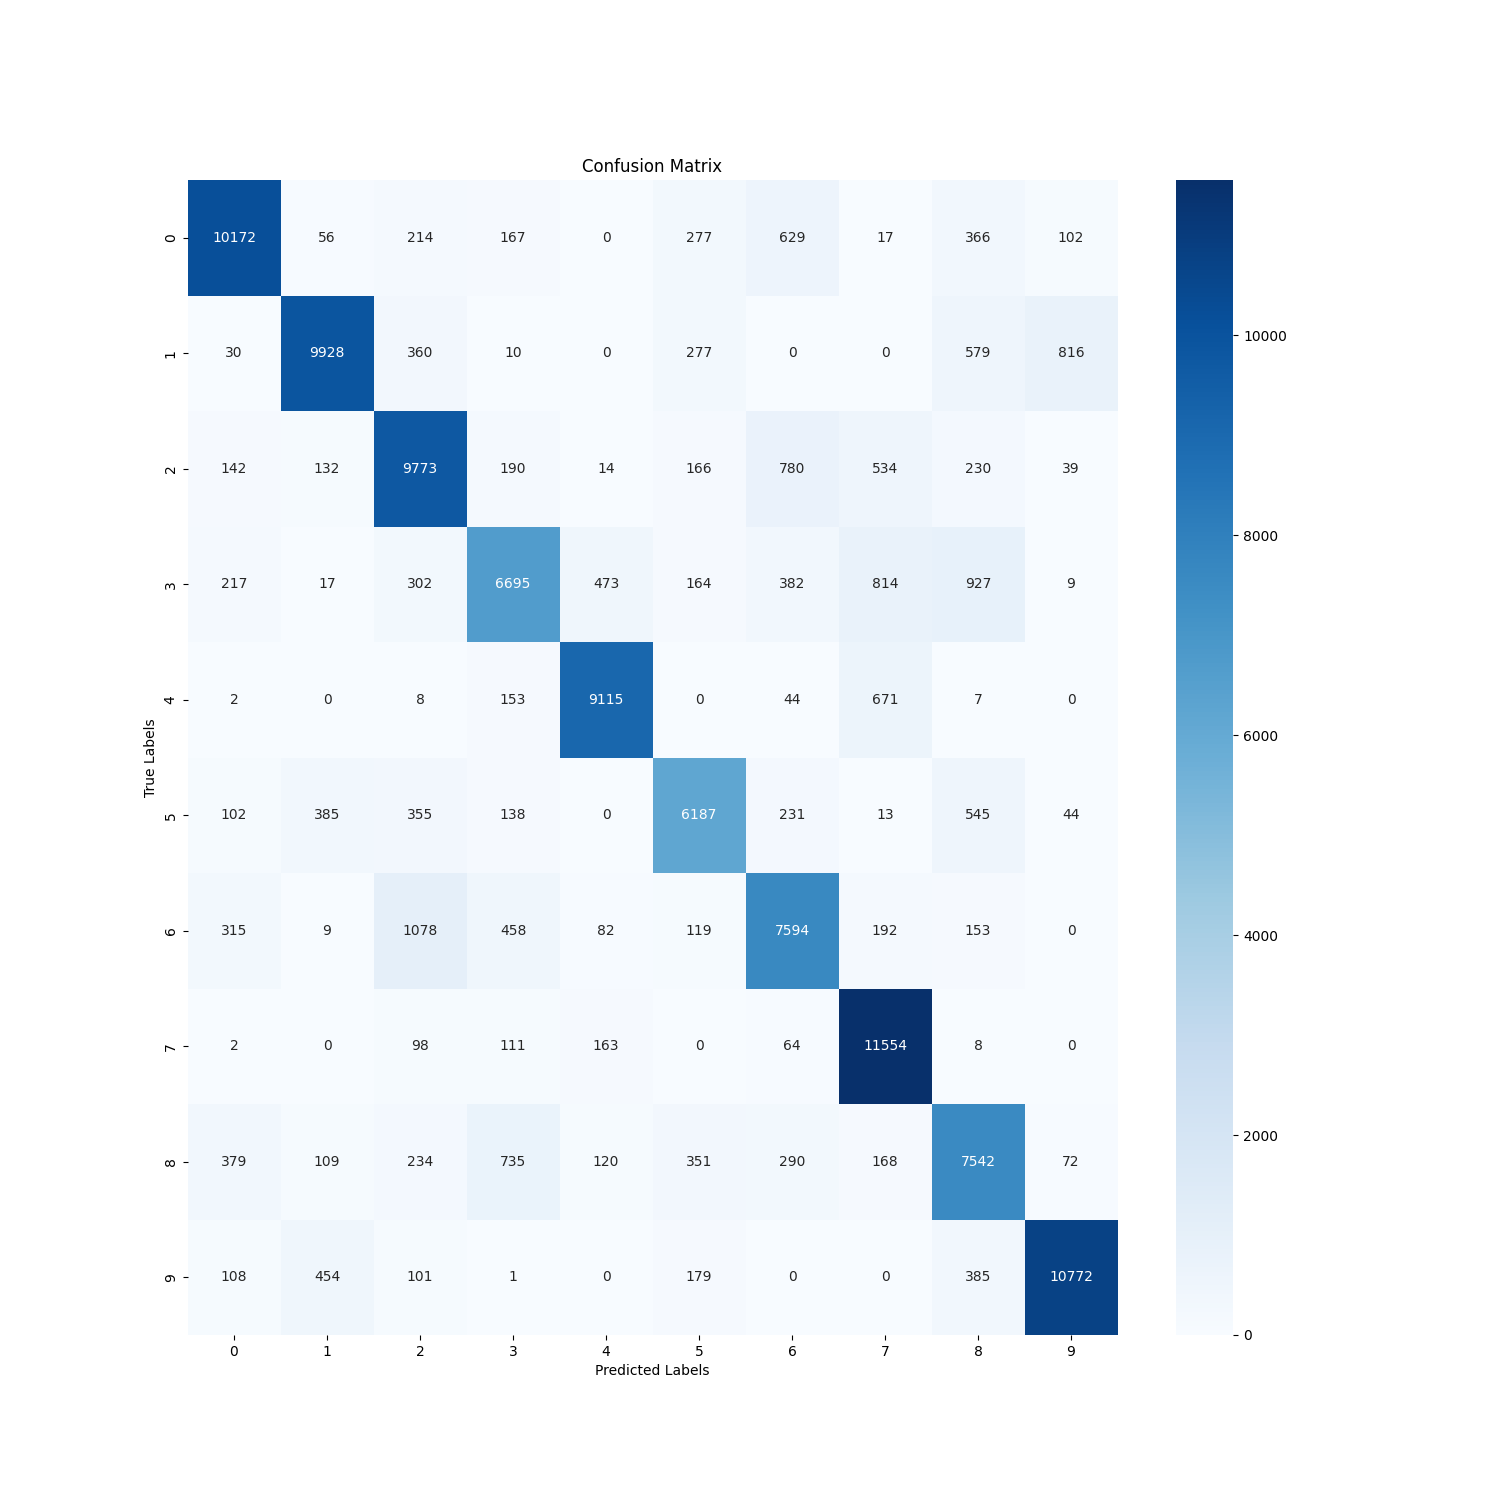 Confusion Matrix
0 10172 56 214 167 0 277 629 17 366 102
1 30 9928 360 10 0 277 0 0 579 816
2 142 132 9773 190 14 166 780 534 230 39
3 217 17 302 6695 473 164 382 814 927 9
4 2 0 8 153 9115 0 44 671 7 0
5 102 385 355 138 0 6187 231 13 545 44
6 315 9 1078 458 82 119 7594 192 153 0
7 2 0 98 111 163 0 64 11554 8 0
8 379 109 234 735 120 351 290 168 7542 72
9 108 454 101 1 0 179 0 0 385 10772
0 1 2 3 4 5 6 7 8 9
Predicted Labels
True Labels
10000
8000
6000
4000
2000
0